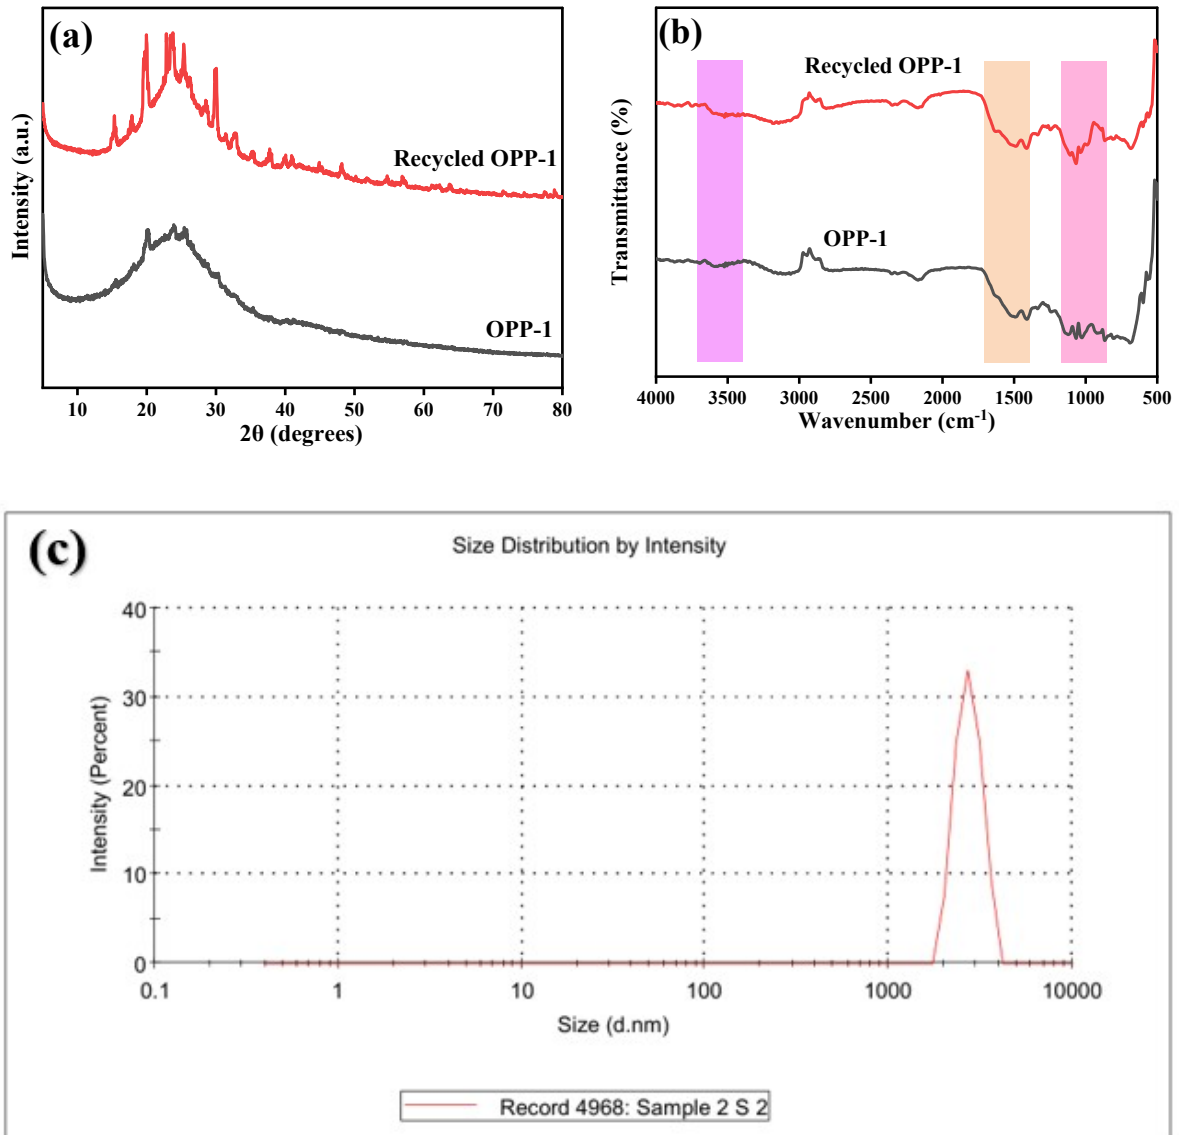 (a)
Recycled OPP-1
OPP-1
Intensity (a.u.)
10 20 30 40 50 60 70 80
2θ (degrees)
(b)
Recycled OPP-1
OPP-1
Transmittance (%)
4000 3500 3000 2500 2000 1500 1000 500
Wavenumber (cm⁻¹)
(c)
Size Distribution by Intensity
40
30
20
10
0
Intensity (Percent)
0.1 1 10 100 1000 10000
Size (d.nm)
Record 4968: Sample 2 S 2